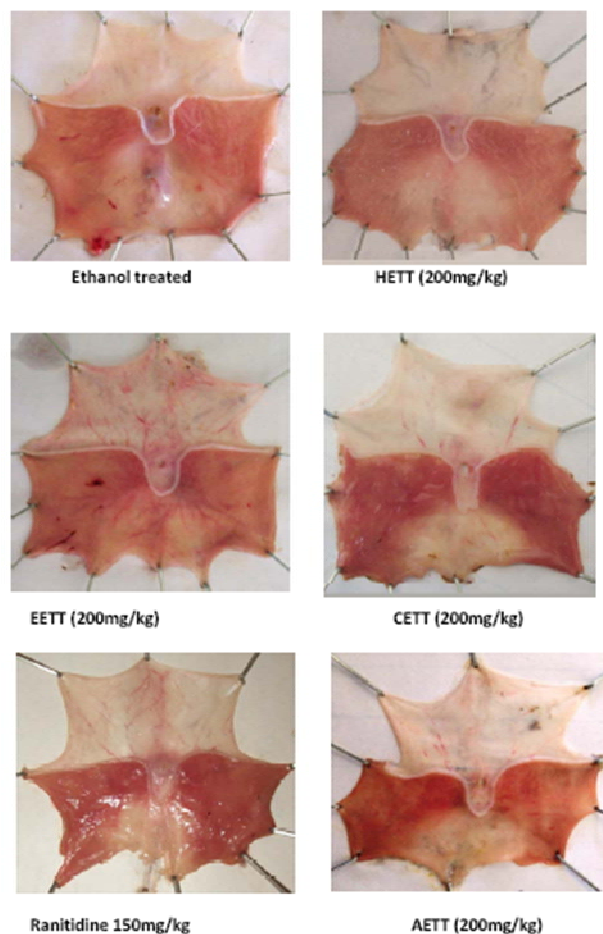 Ethanol treated
HETT (200mg/kg)
EETT (200mg/kg)
CETT (200mg/kg)
Ranitidine 150mg/kg
AETT (200mg/kg)